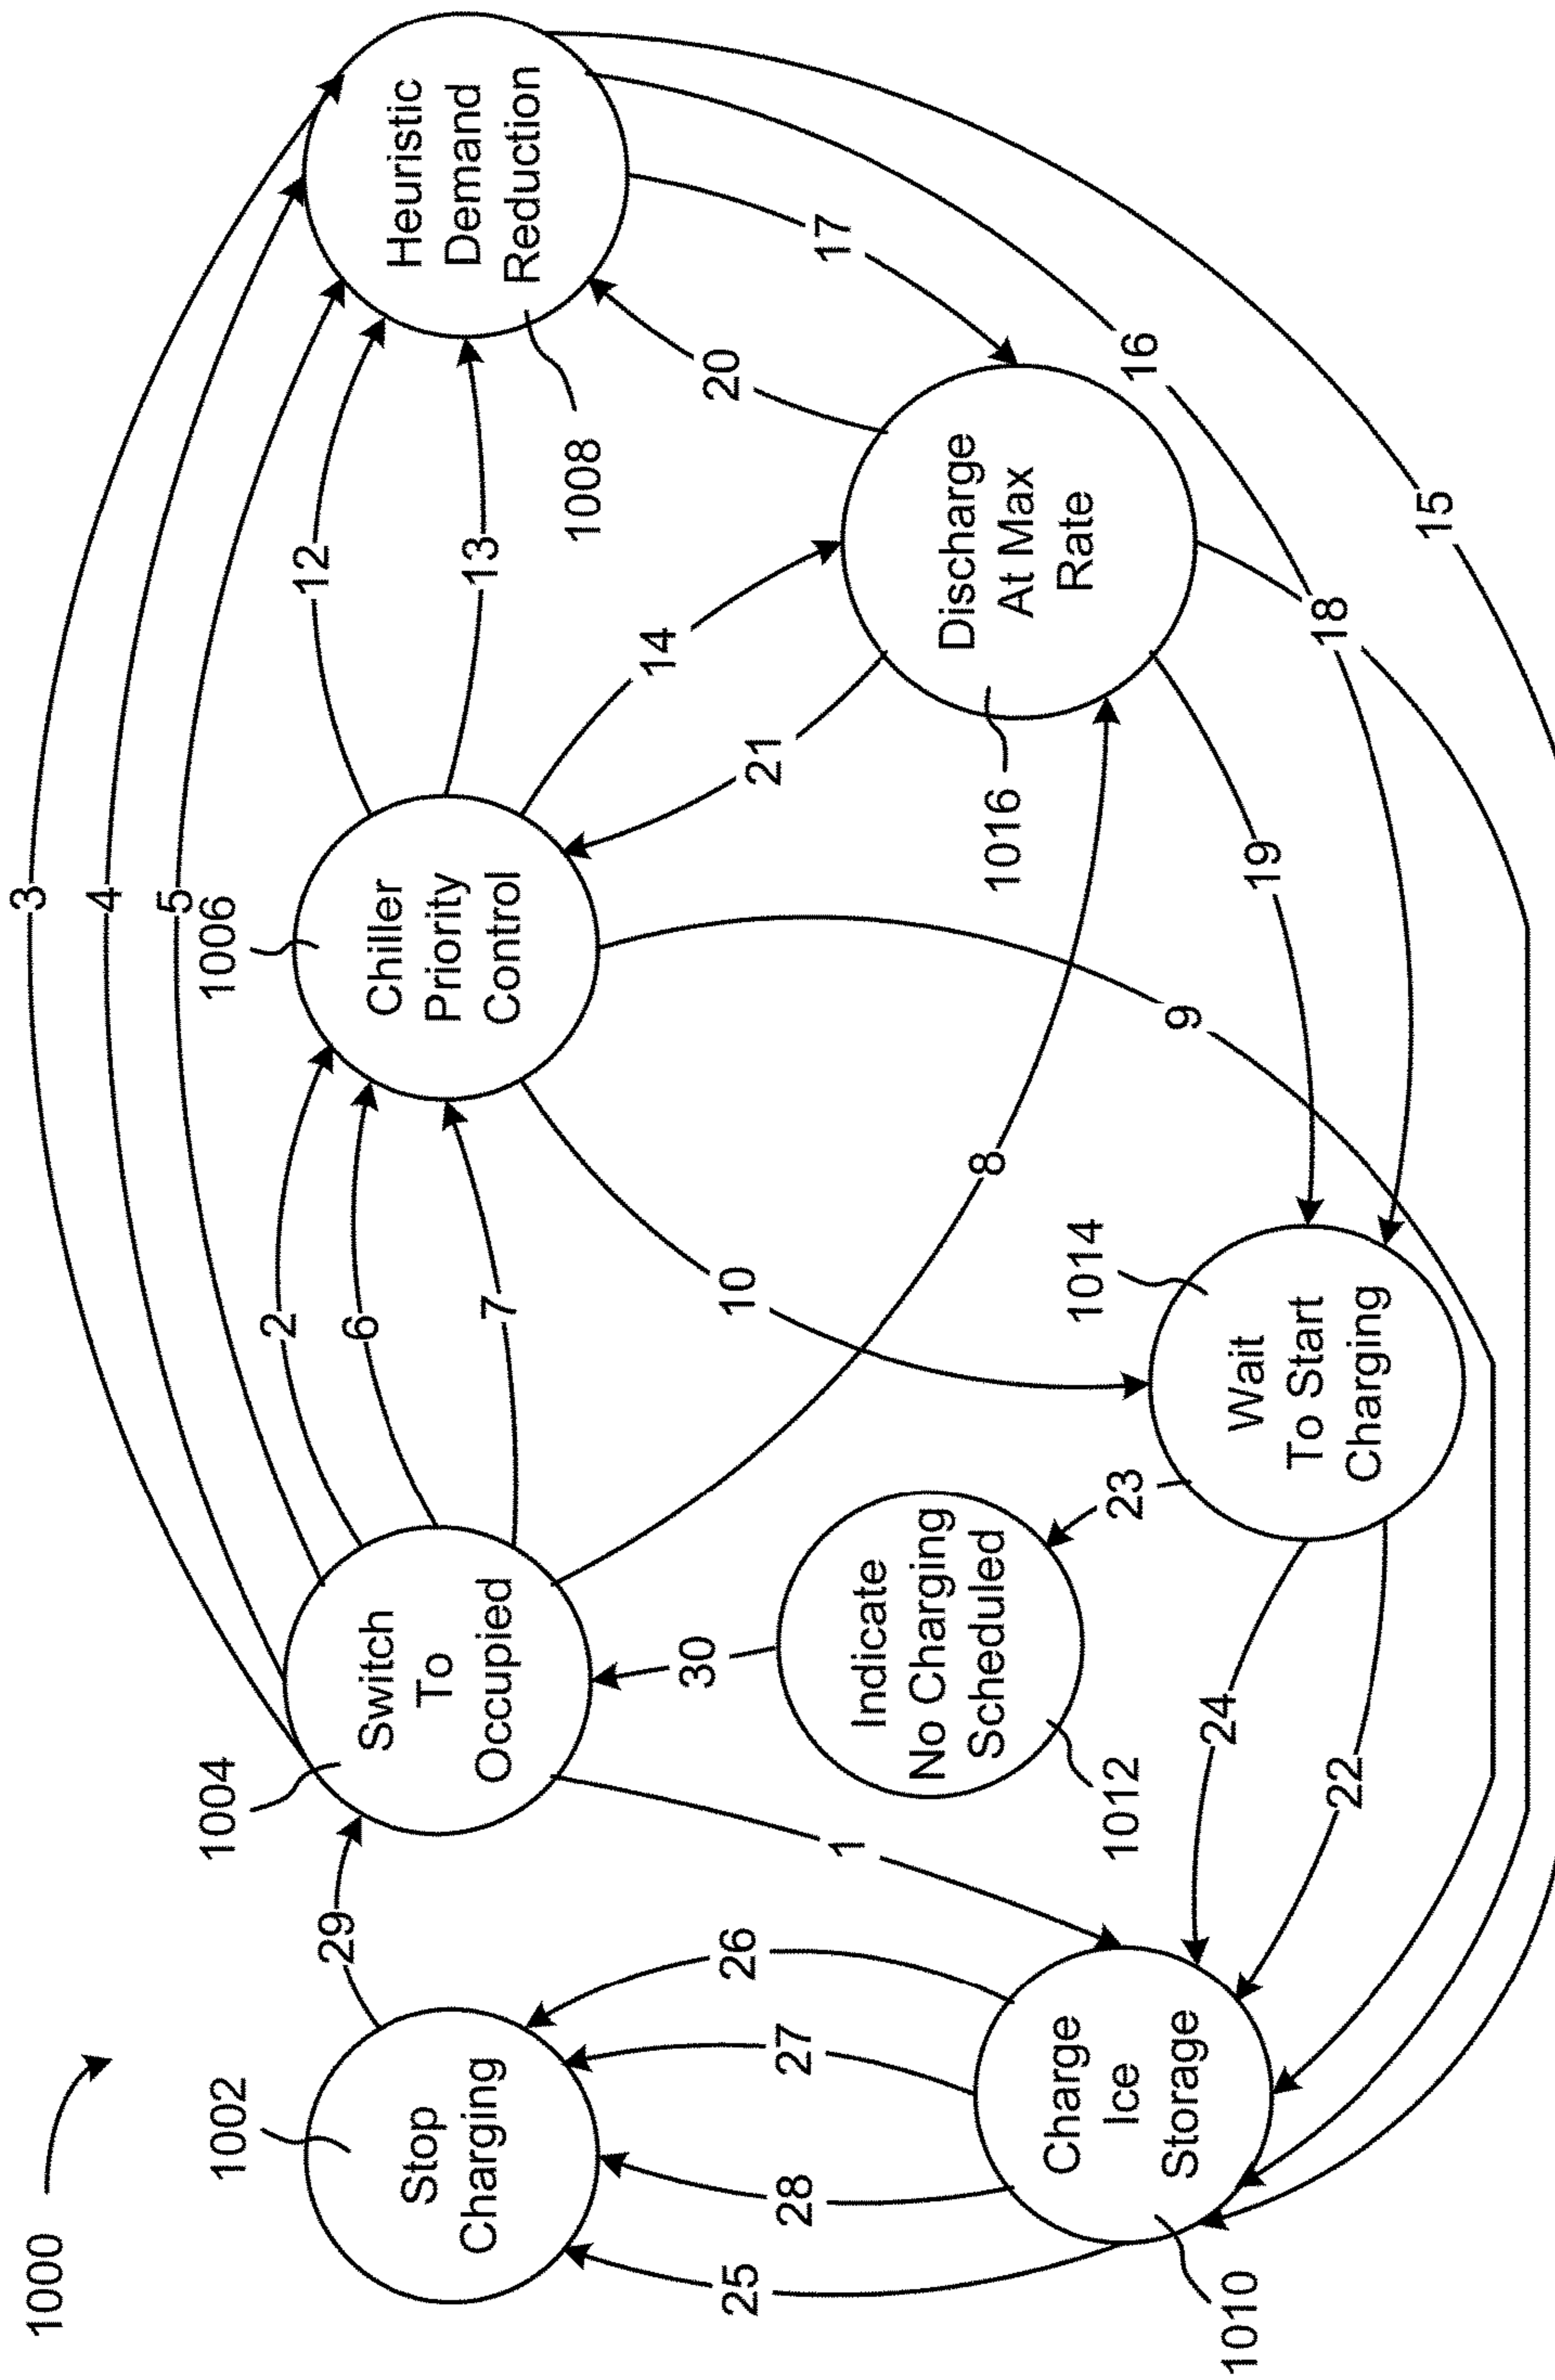 1000
1002
Stop
Charging
29
1004
Switch
To
Occupied
3
4
5
2
6
7
1006
Chiller
Priority
Control
12
13
14
21
Heuristic
Demand
Reduction
1008
20
17
25
28
27
26
1
30
Indicate
No Charging
Scheduled
1012
23
10
8
9
1016
Discharge
At Max
Rate
19
18
16
15
1010
Charge
Ice
Storage
24
22
1014
Wait
To Start
Charging